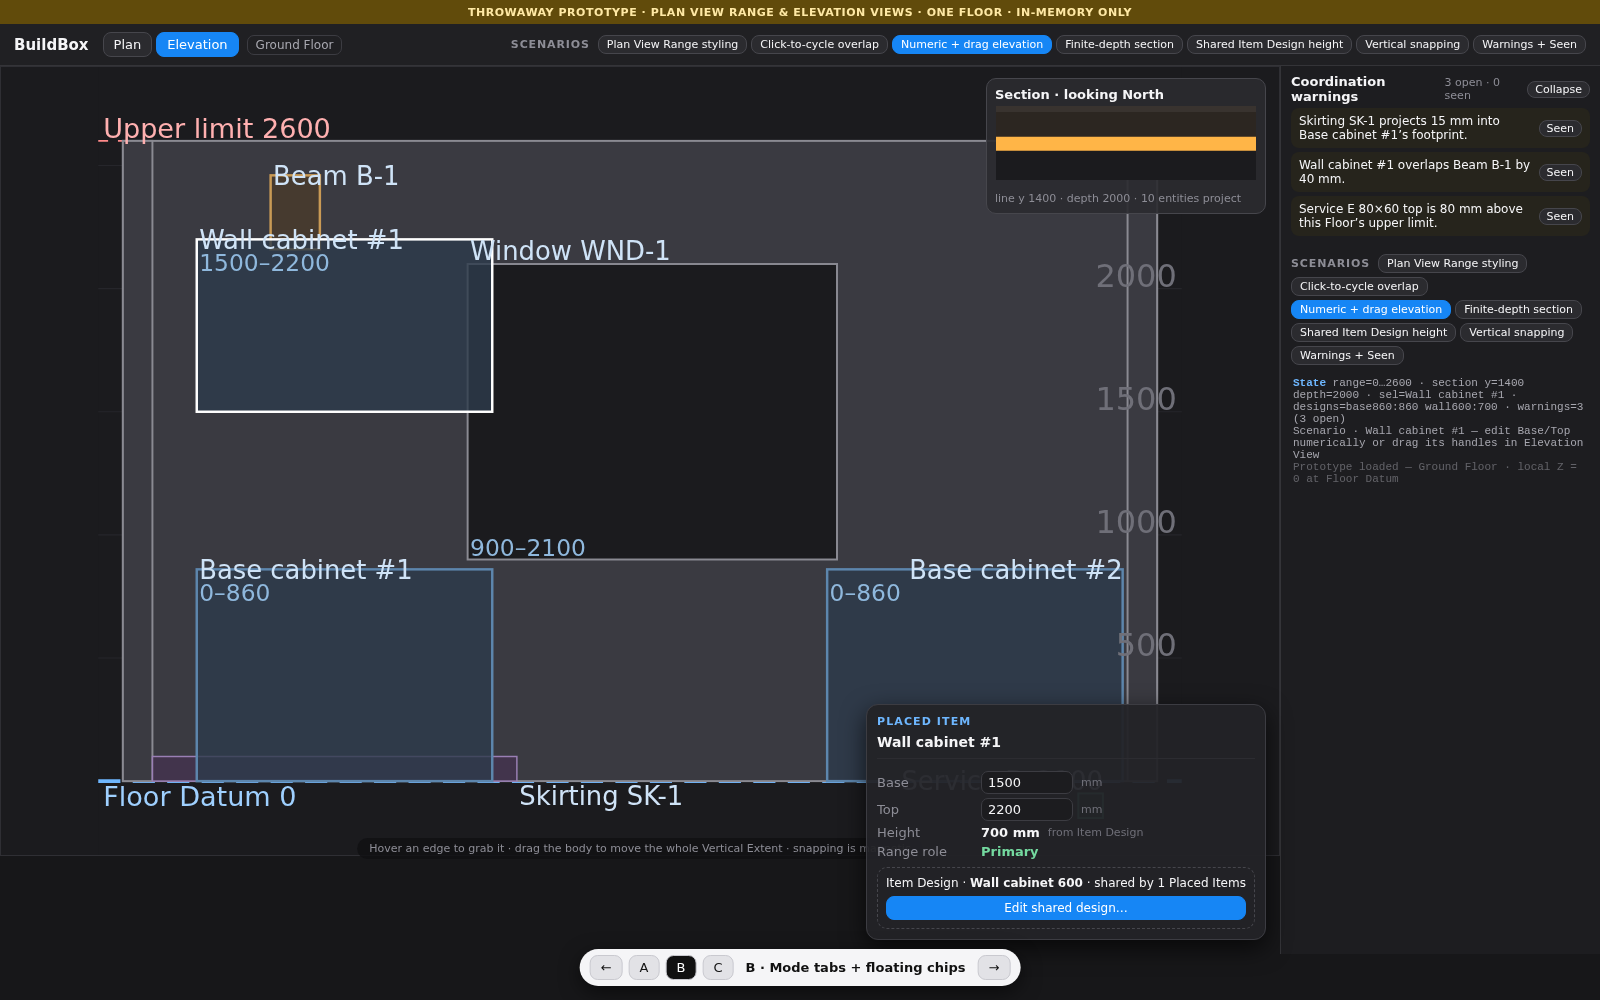 THROWAWAY PROTOTYPE · PLAN VIEW RANGE & ELEVATION VIEWS · ONE FLOOR · IN-MEMORY ONLY
BuildBox Plan Elevation Ground Floor SCENARIOS Plan View Range styling Click-to-cycle overlap Numeric + drag elevation Finite-depth section Shared Item Design height Vertical snapping Warnings + Seen
Upper limit 2600
Beam B-1
Wall cabinet #1
1500–2200
Window WND-1
900–2100
Base cabinet #1
0–860
Base cabinet #2
0–860
2000
1500
1000
500
Floor Datum 0
Skirting SK-1
Section · looking North
line y 1400 · depth 2000 · 10 entities project
Hover an edge to grab it · drag the body to move the whole Vertical Extent · snapping is
PLACED ITEM
Wall cabinet #1
Base 1500 mm
Top 2200 mm
Height 700 mm from Item Design
Range role Primary
Item Design · Wall cabinet 600 · shared by 1 Placed Items
Edit shared design…
Coordination warnings
3 open · 0 seen
Collapse
Skirting SK-1 projects 15 mm into
Base cabinet #1’s footprint.
Seen
Wall cabinet #1 overlaps Beam B-1 by
40 mm.
Seen
Service E 80×60 top is 80 mm above
this Floor’s upper limit.
Seen
SCENARIOS Plan View Range styling
Click-to-cycle overlap
Numeric + drag elevation Finite-depth section
Shared Item Design height Vertical snapping
Warnings + Seen
State range=0…2600 · section y=1400
depth=2000 · sel=Wall cabinet #1 ·
designs=base860:860 wall600:700 · warnings=3
(3 open)
Scenario · Wall cabinet #1 — edit Base/Top
numerically or drag its handles in Elevation
View
Prototype loaded — Ground Floor · local Z =
0 at Floor Datum
← A B C B · Mode tabs + floating chips →